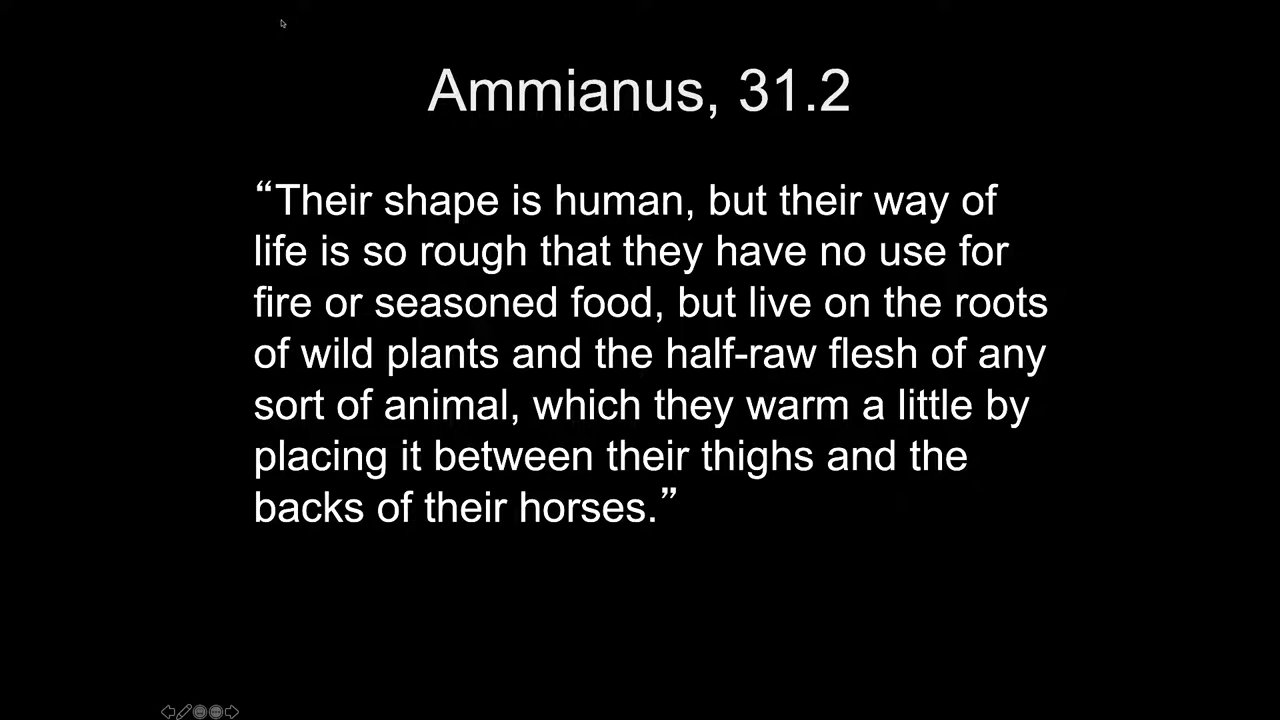 Ammianus, 31.2
“Their shape is human, but their way of
life is so rough that they have no use for
fire or seasoned food, but live on the roots
of wild plants and the half-raw flesh of any
sort of animal, which they warm a little by
placing it between their thighs and the
backs of their horses.”